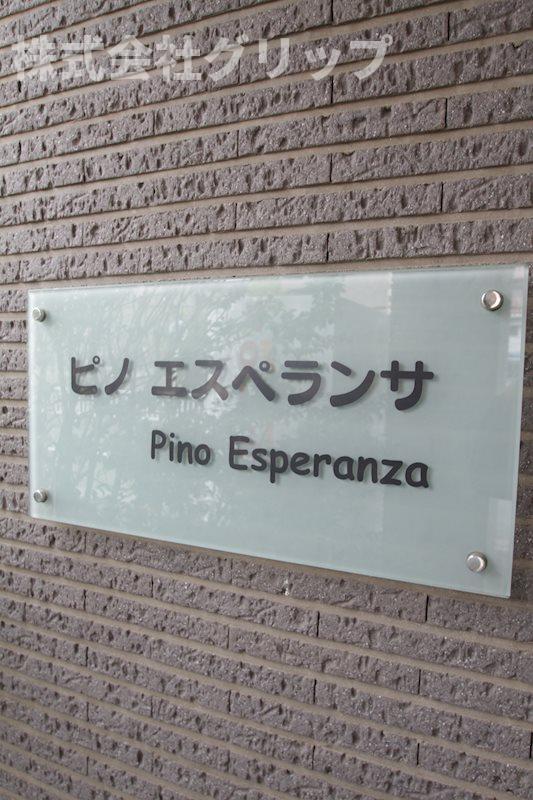 株式会社グリップ
ピノ エスペランサ
Pino Esperanza